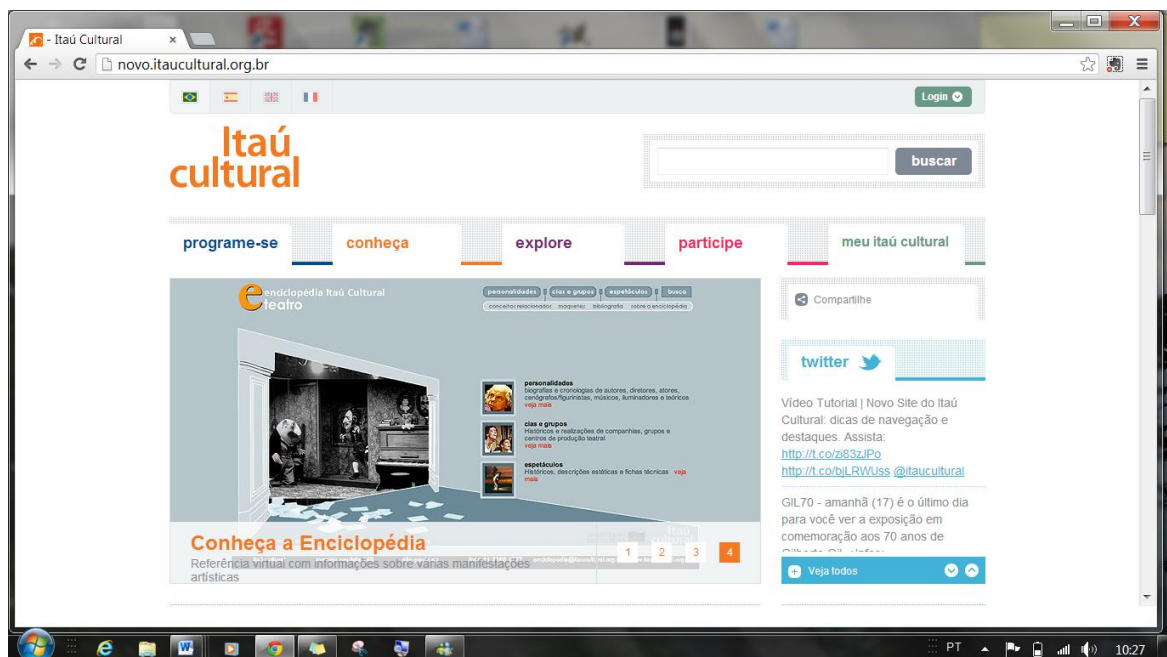 - Itaú Cultural
novo.itaucultural.org.br
Login
Itaú
cultural
buscar
programe-se
conheça
explore
participe
meu itaú cultural
enciclopédia Itaú Cultural
teatro
personalidades
cias e grupos
espetáculos
busca
conceitos relacionados
maquetes
bibliografia
sobre a enciclopédia
personalidades
biografias e cronologias de autores, diretores, atores,
cenógrafos/figurinistas, músicos, iluminadores e teóricos
veja mais
cias e grupos
Históricos e realizações de companhias, grupos e
centros de produção teatral
veja mais
espetáculos
Históricos, descrições estéticas e fichas técnicas veja
mais
Conheça a Enciclopédia
Referência virtual com informações sobre várias manifestações
artísticas
1 2 3 4
Compartilhe
twitter
Vídeo Tutorial | Novo Site do Itaú
Cultural: dicas de navegação e
destaques. Assista:
http://t.co/zi83zJPo
http://t.co/bjLRWUss @itaucultural
GIL70 - amanhã (17) é o último dia
para você ver a exposição em
comemoração aos 70 anos de
Veja todos
PT
10:27